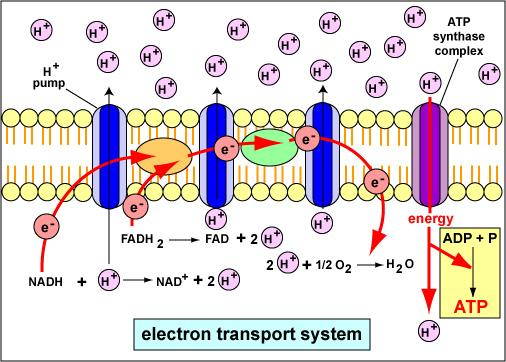 H+ H+ H+ H+ H+ H+ H+ H+ H+ H+ H+ H+ H+ H+
ATP
synthase
complex
H+
pump
e- e- e- e- e-
H+ H+
energy
FADH2 → FAD + 2 H+
NADH + H+ → NAD+ + 2 H+
2 H+ + 1/2 O2 → H2O
ADP + P
ATP
H+
electron transport system